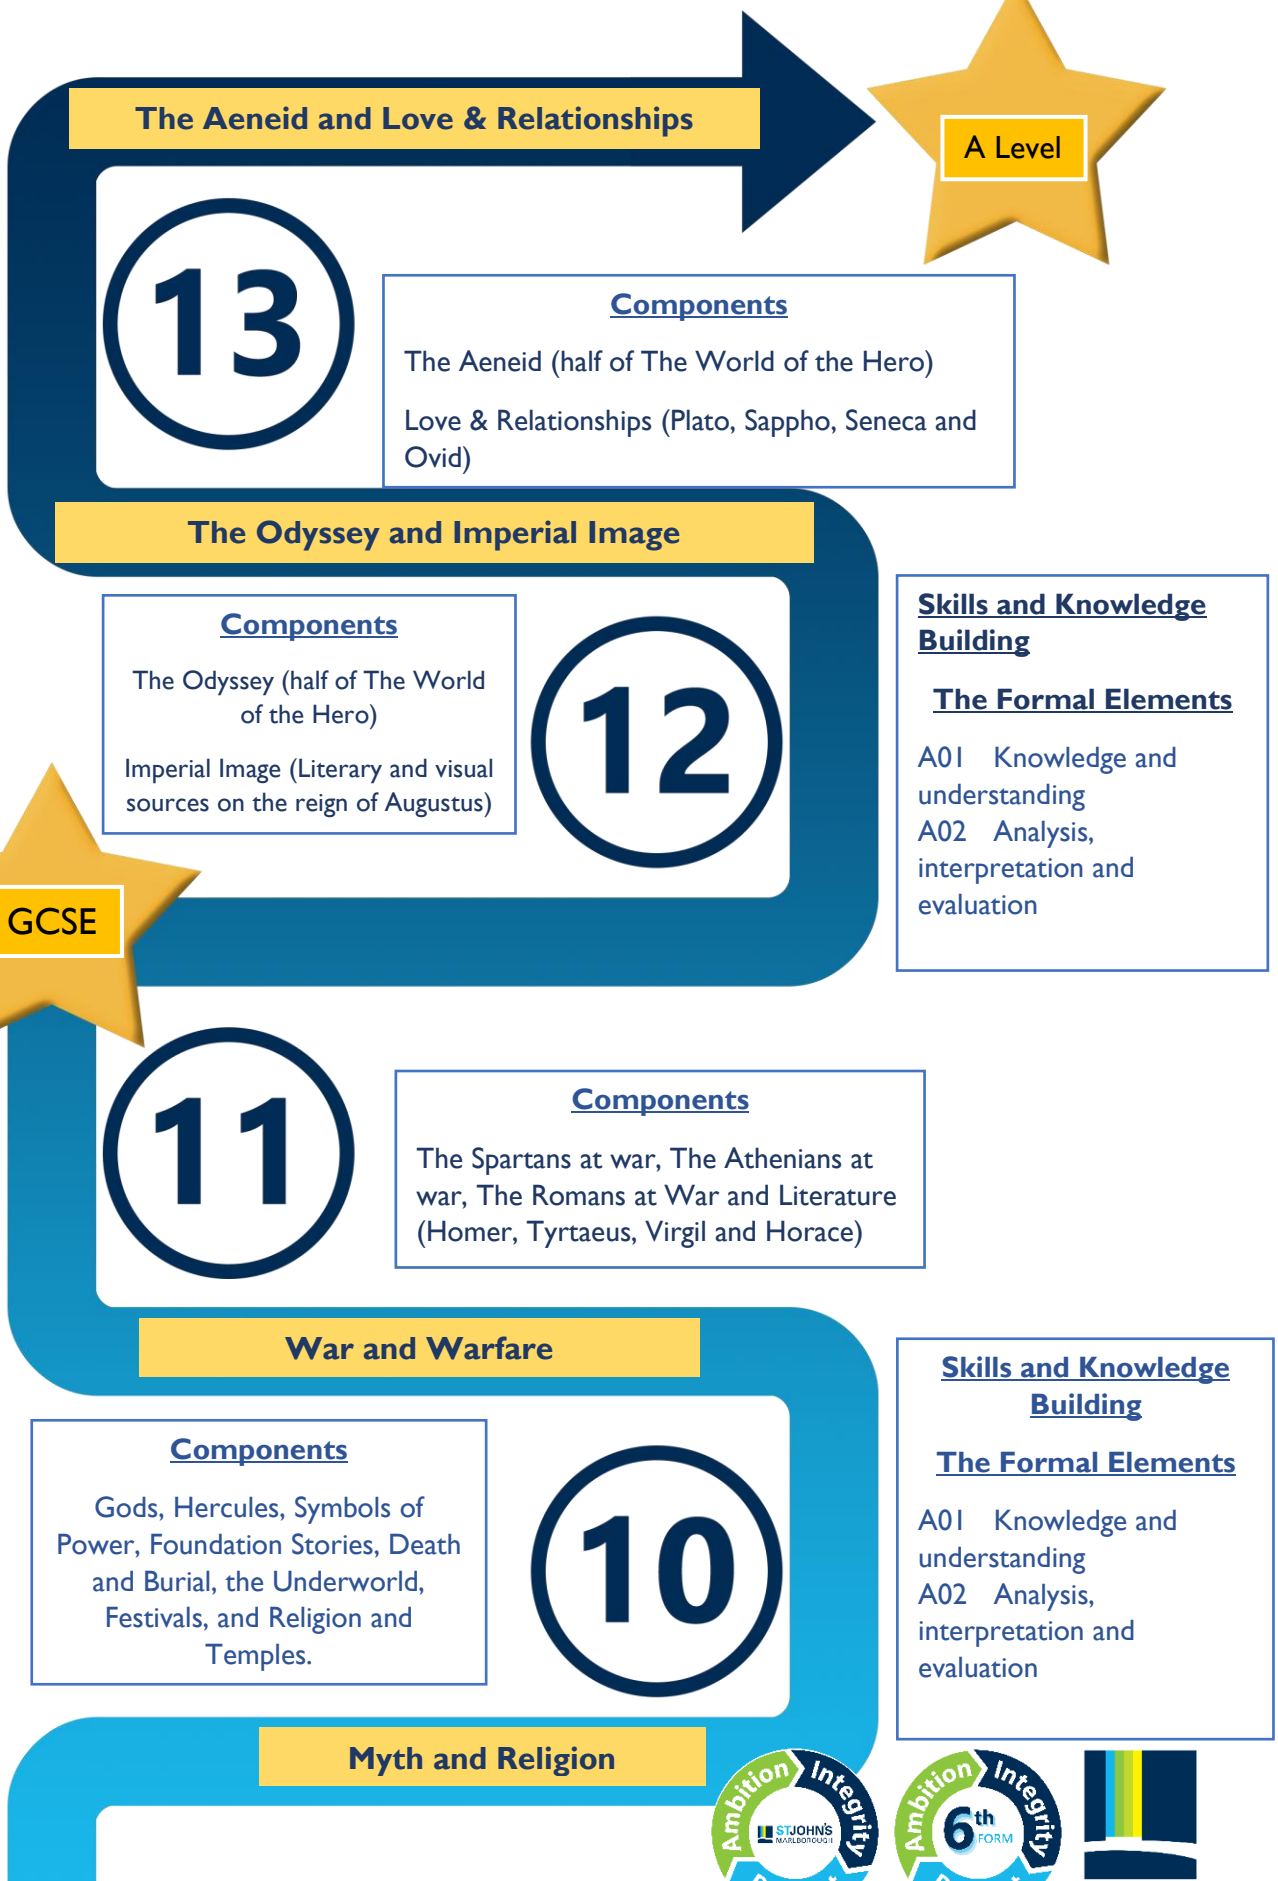 The Aeneid and Love & Relationships
A Level
13
Components
The Aeneid (half of The World of the Hero)
Love & Relationships (Plato, Sappho, Seneca and
Ovid)
The Odyssey and Imperial Image
Components
The Odyssey (half of The World
of the Hero)
Imperial Image (Literary and visual
sources on the reign of Augustus)
12
Skills and Knowledge
Building
The Formal Elements
A01 Knowledge and
understanding
A02 Analysis,
interpretation and
evaluation
GCSE
11
Components
The Spartans at war, The Athenians at
war, The Romans at War and Literature
(Homer, Tyrtaeus, Virgil and Horace)
War and Warfare
Components
Gods, Hercules, Symbols of
Power, Foundation Stories, Death
and Burial, the Underworld,
Festivals, and Religion and
Temples.
10
Skills and Knowledge
Building
The Formal Elements
A01 Knowledge and
understanding
A02 Analysis,
interpretation and
evaluation
Myth and Religion
Ambition Integrity
STJOHN'S
MARLBOROUGH
Ambition Integrity
6th
FORM